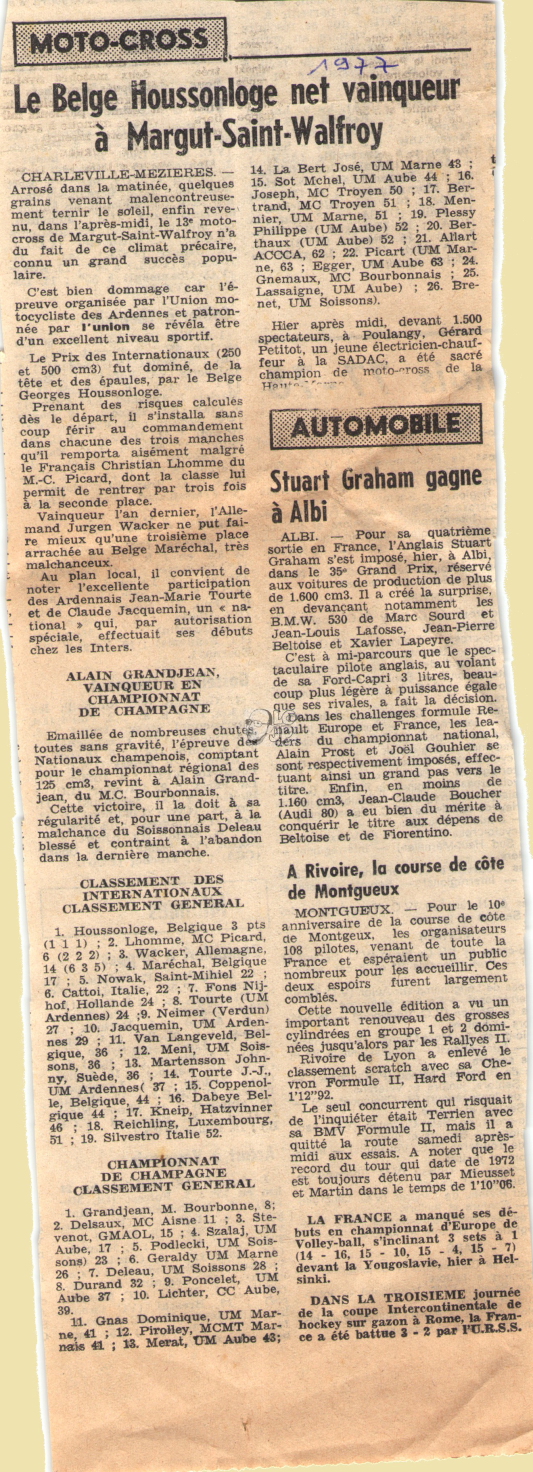 MOTO-CROSS
1977
Le Belge Houssonloge net vainqueur
à Margut-Saint-Walfroy
CHARLEVILLE-MEZIERES. —
Arrosé dans la matinée, quelques
grains venant malencontreuse-
ment ternir le soleil, enfin reve-
nu, dans l'après-midi, le 13e moto-
cross de Margut-Saint-Walfroy n'a
du fait de ce climat précaire,
connu un grand succès popu-
laire.
C'est bien dommage car l'é-
preuve organisée par l'Union mo-
tocycliste des Ardennes et patron-
née par l'union se révéla être
d'un excellent niveau sportif.
Le Prix des Internationaux (250
et 500 cm3) fut dominé, de la
tête et des épaules, par le Belge
Georges Houssonloge.
Prenant des risques calculés
dès le départ, il s'installa sans
coup férir au commandement
dans chacune des trois manches
qu'il remporta aisément malgré
le Français Christian Lhomme du
M.-C. Picard, dont la classe lui
permit de rentrer par trois fois
à la seconde place.
Vainqueur l'an dernier, l'Alle-
mand Jurgen Wacker ne put fai-
re mieux qu'une troisième place
arrachée au Belge Maréchal, très
malchanceux.
Au plan local, il convient de
noter l'excellente participation
des Ardennais Jean-Marie Tourte
et de Claude Jacquemin, un « na-
tional » qui, par autorisation
spéciale, effectuait ses débuts
chez les Inters.
ALAIN GRANDJEAN,
VAINQUEUR EN
CHAMPIONNAT
DE CHAMPAGNE
Emaillée de nombreuses chutes,
toutes sans gravité, l'épreuve des
Nationaux champenois, comptant
pour le championnat régional des
125 cm3, revint à Alain Grand-
jean, du M.C. Bourbonnais.
Cette victoire, il la doit à sa
régularité et, pour une part, à la
malchance du Soissonnais Deleau
blessé et contraint à l'abandon
dans la dernière manche.
CLASSEMENT DES
INTERNATIONAUX
CLASSEMENT GENERAL
1. Houssonloge, Belgique 3 pts
(1 1 1) ; 2. Lhomme, MC Picard,
6 (2 2 2) ; 3. Wacker, Allemagne,
14 (6 3 5) ; 4. Maréchal, Belgique
17 ; 5. Nowak, Saint-Mihiel 22 ;
6. Cattoi, Italie, 22 ; 7. Fons Nij-
hof, Hollande 24 ; 8. Tourte (UM
Ardennes) 24 ;9. Neimer (Verdun)
27 ; 10. Jacquemin, UM Arden-
nes 29 ; 11. Van Langeveld, Bel-
gique, 36 ; 12. Meni, UM Sois-
sons, 36 ; 13. Martensson John-
ny, Suède, 36 ; 14. Tourte J.-J.,
UM Ardennes( 37 ; 15. Coppenol-
le, Belgique, 44 ; 16. Dabeye Bel-
gique 44 ; 17. Kneip, Hatzvinner
46 ; 18. Reichling, Luxembourg,
51 ; 19. Silvestro Italie 52.
CHAMPIONNAT
DE CHAMPAGNE
CLASSEMENT GENERAL
1. Grandjean, M. Bourbonne, 8;
2. Delsaux, MC Aisne 11 ; 3. Ste-
venot, GMAOL, 15 ; 4. Szalaj, UM
Aube, 17 ; 5. Podlecki, UM Sois-
sons) 23 ; 6. Geraldy UM Marne
26 ; 7. Deleau, UM Soissons 28 ;
8. Durand 32 ; 9. Poncelet, UM
Aube 37 ; 10. Lichter, CC Aube,
39.
11. Gnas Dominique, UM Mar-
ne, 41 ; 12. Pirolley, MCMT Mar-
nais 41 ; 13. Merat, UM Aube 43;
14. La Bert José, UM Marne 43 ;
15. Sot Mchel, UM Aube 44 ; 16.
Joseph, MC Troyen 50 ; 17. Ber-
trand, MC Troyen 51 ; 18. Men-
nier, UM Marne, 51 ; 19. Plessy
Philippe (UM Aube) 52 ; 20. Ber-
thaux (UM Aube) 52 ; 21. Allart
ACCCA, 62 ; 22. Picart (UM Mar-
ne, 63 ; Egger, UM Aube 63 ; 24.
Gnemaux, MC Bourbonnais ; 25.
Lassaigne, UM Aube) ; 26. Bre-
net, UM Soissons).
Hier après midi, devant 1.500
spectateurs, à Poulangy, Gérard
Petitot, un jeune électricien-chauf-
feur à la SADAC, a été sacré
champion de moto-cross de la
Haute-Marne
AUTOMOBILE
Stuart Graham gagne
à Albi
ALBI. — Pour sa quatrième
sortie en France, l'Anglais Stuart
Graham s'est imposé, hier, à Albi,
dans le 35e Grand Prix, réservé
aux voitures de production de plus
de 1.600 cm3. Il a créé la surprise,
en devançant notamment les
B.M.W. 530 de Marc Sourd et
Jean-Louis Lafosse, Jean-Pierre
Beltoise et Xavier Lapeyre.
C'est à mi-parcours que le spec-
taculaire pilote anglais, au volant
de sa Ford-Capri 3 litres, beau-
coup plus légère à puissance égale
que ses rivales, a fait la décision.
Dans les challenges formule Re-
nault Europe et France, les lea-
ders du championnat national,
Alain Prost et Joël Gouhier se
sont respectivement imposés, effec-
tuant ainsi un grand pas vers le
titre. Enfin, en moins de
1.160 cm3, Jean-Claude Boucher
(Audi 80) a eu bien du mérite à
conquérir le titre aux dépens de
Beltoise et de Fiorentino.
A Rivoire, la course de côte
de Montgueux
MONTGUEUX. — Pour le 10e
anniversaire de la course de côte
de Montgeux, les organisateurs
108 pilotes, venant de toute la
France et espéraient un public
nombreux pour les accueillir. Ces
deux espoirs furent largement
comblés.
Cette nouvelle édition a vu un
important renouveau des grosses
cylindrées en groupe 1 et 2 domi-
nées jusqu'alors par les Rallyes II.
Rivoire de Lyon a enlevé le
classement scratch avec sa Che-
vron Formule II, Hard Ford en
1'12"92.
Le seul concurrent qui risquait
de l'inquiéter était Terrien avec
sa BMV Formule II, mais il a
quitté la route samedi après-
midi aux essais. A noter que le
record du tour qui date de 1972
est toujours détenu par Mieusset
et Martin dans le temps de 1'10"06.
LA FRANCE a manqué ses dé-
buts en championnat d'Europe de
Volley-ball, s'inclinant 3 sets à 1
(14 - 16, 15 - 10, 15 - 4, 15 - 7)
devant la Yougoslavie, hier à Hel-
sinki.
DANS LA TROISIEME journée
de la coupe Intercontinentale de
hockey sur gazon à Rome, la Fran-
ce a été battue 3 - 2 par l'U.R.S.S.